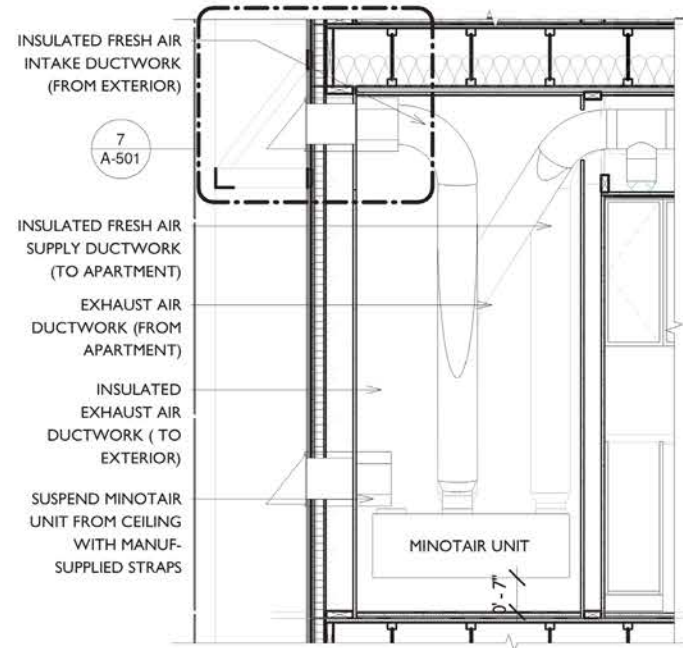 INSULATED FRESH AIR
INTAKE DUCTWORK
(FROM EXTERIOR)
7
A-501
INSULATED FRESH AIR
SUPPLY DUCTWORK
(TO APARTMENT)
EXHAUST AIR
DUCTWORK (FROM
APARTMENT)
INSULATED
EXHAUST AIR
DUCTWORK ( TO
EXTERIOR)
SUSPEND MINOTAIR
UNIT FROM CEILING
WITH MANUF-
SUPPLIED STRAPS
MINOTAIR UNIT
0' - 7"